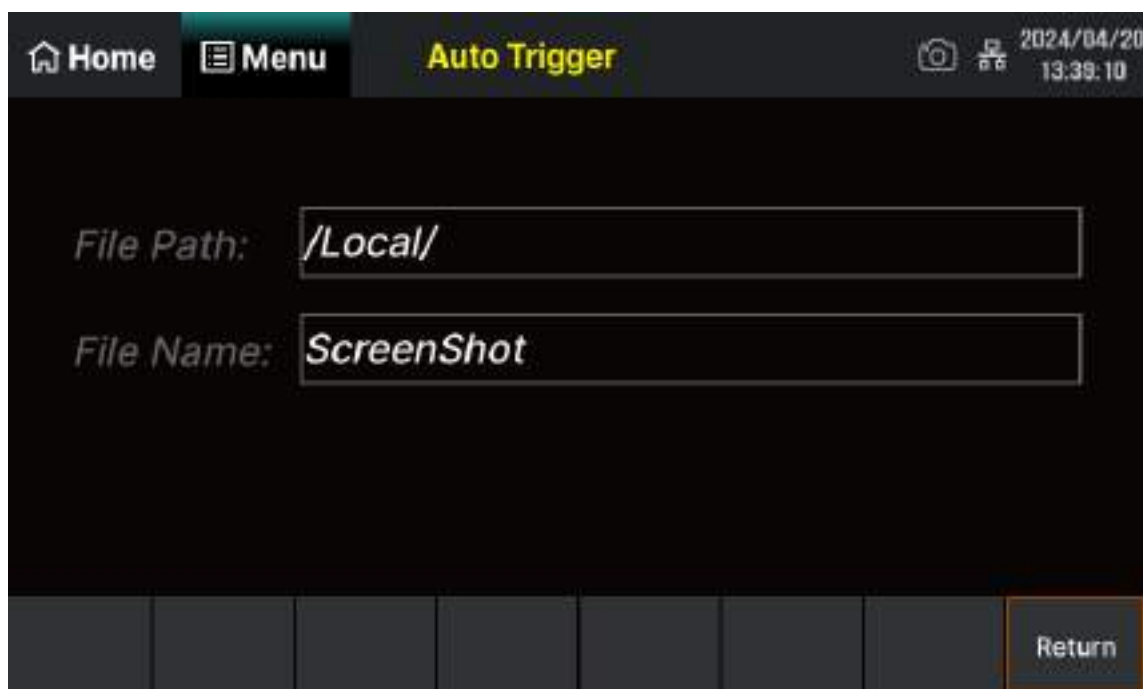 Home Menu Auto Trigger 2024/04/20
13:39:10
File Path: /Local/
File Name: ScreenShot
Return